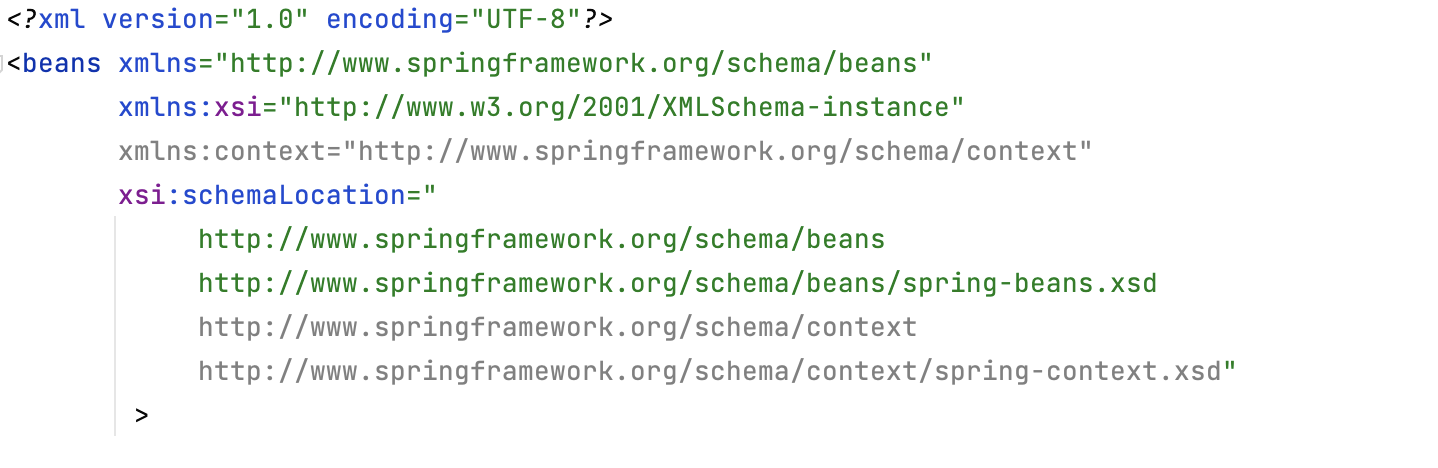 <?xml version="1.0" encoding="UTF-8"?>
<beans xmlns="http://www.springframework.org/schema/beans"
xmlns:xsi="http://www.w3.org/2001/XMLSchema-instance"
xmlns:context="http://www.springframework.org/schema/context"
xsi:schemaLocation="
http://www.springframework.org/schema/beans
http://www.springframework.org/schema/beans/spring-beans.xsd
http://www.springframework.org/schema/context
http://www.springframework.org/schema/context/spring-context.xsd"
>